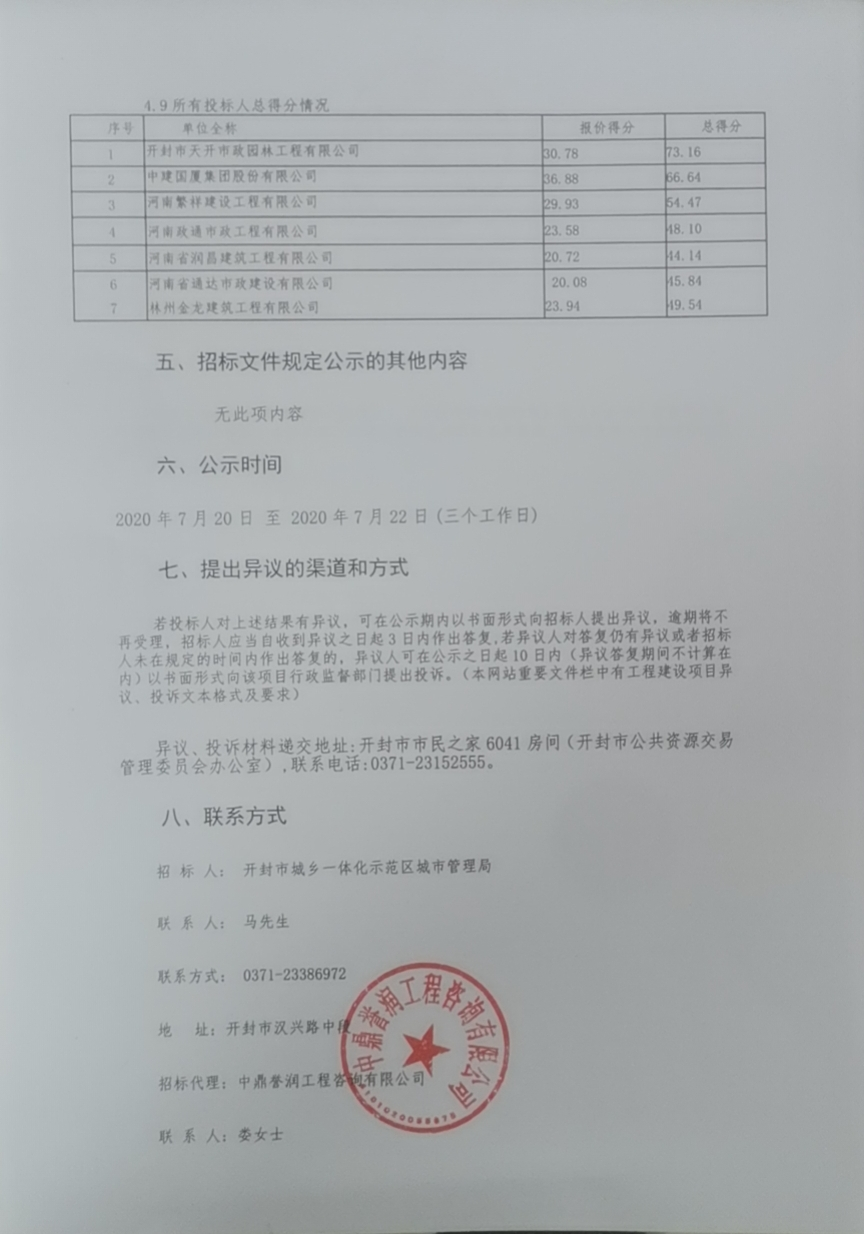 4.9 所有投标人总得分情况
序号 单位全称 报价得分 总得分
1 开封市天开市政园林工程有限公司 30.78 73.16
2 中建国厦集团股份有限公司 36.88 66.64
3 河南繁祥建设工程有限公司 29.93 54.47
4 河南政通市政工程有限公司 23.58 48.10
5 河南省润昌建筑工程有限公司 20.72 44.14
6 河南省通达市政建设有限公司 20.08 45.84
7 林州金龙建筑工程有限公司 23.94 49.54
五、招标文件规定公示的其他内容
无此项内容
六、公示时间
2020 年 7 月 20 日 至 2020 年 7 月 22 日 (三个工作日)
七、提出异议的渠道和方式
若投标人对上述结果有异议，可在公示期内以书面形式向招标人提出异议，逾期将不
再受理，招标人应当自收到异议之日起 3 日内作出答复,若异议人对答复仍有异议或者招标
人未在规定的时间内作出答复的，异议人可在公示之日起 10 日内（异议答复期间不计算在
内）以书面形式向该项目行政监督部门提出投诉。（本网站重要文件栏中有工程建设项目异
议、投诉文本格式及要求）
异议、投诉材料递交地址:开封市市民之家 6041 房间（开封市公共资源交易
管理委员会办公室）,联系电话:0371-23152555。
八、联系方式
招 标 人： 开封市城乡一体化示范区城市管理局
联 系 人： 马先生
联系方式： 0371-23386972
地 址：开封市汉兴路中段
招标代理：中鼎誉润工程咨询有限公司
联 系 人：娄女士
中鼎誉润工程咨询有限公司